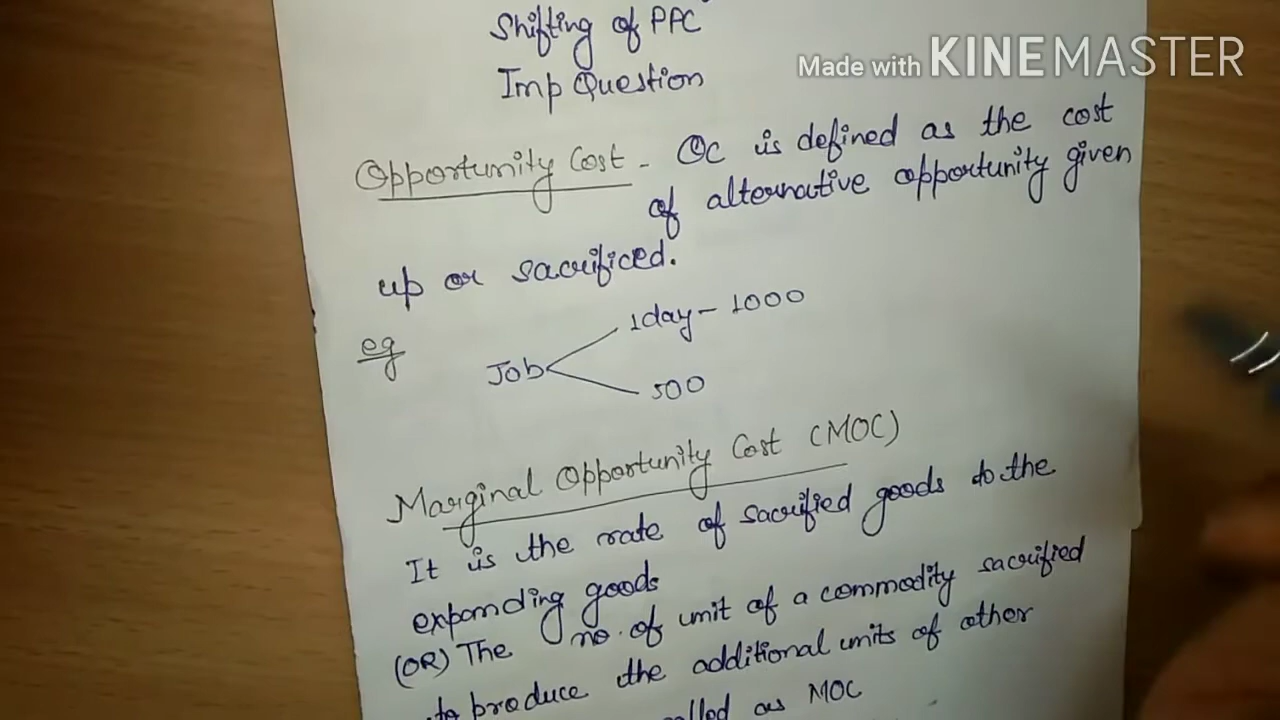 Shifting of PPC
Made with KINEMASTER
Imp Question
Opportunity Cost - OC is defined as the cost
of alternative opportunity given
up or sacrificed.
eg
Job
1day - 1000
500
Marginal Opportunity Cost (MOC)
It is the rate of sacrified goods to the
expanding goods
(OR) The no. of unit of a commodity sacrified
to produce the additional units of other
as MOC